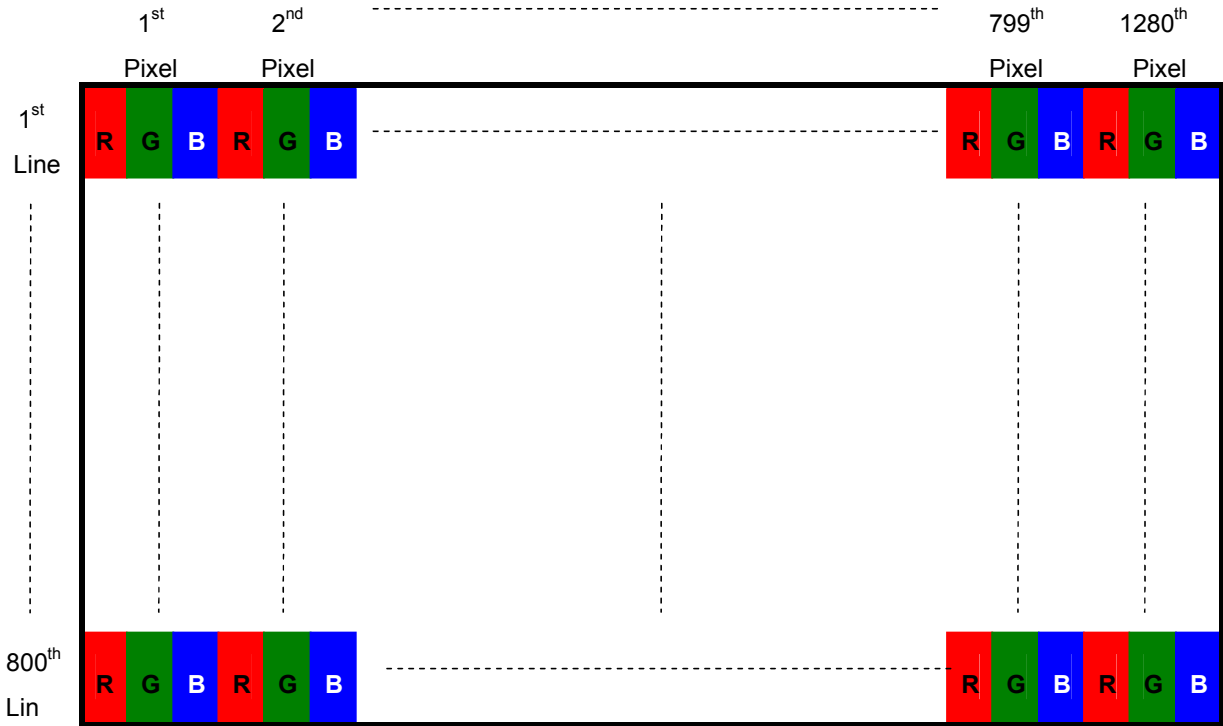 1st 2nd 799th 1280th
Pixel Pixel Pixel Pixel
1st
Line
R G B R G B R G B R G B
800th
Lin
R G B R G B R G B R G B